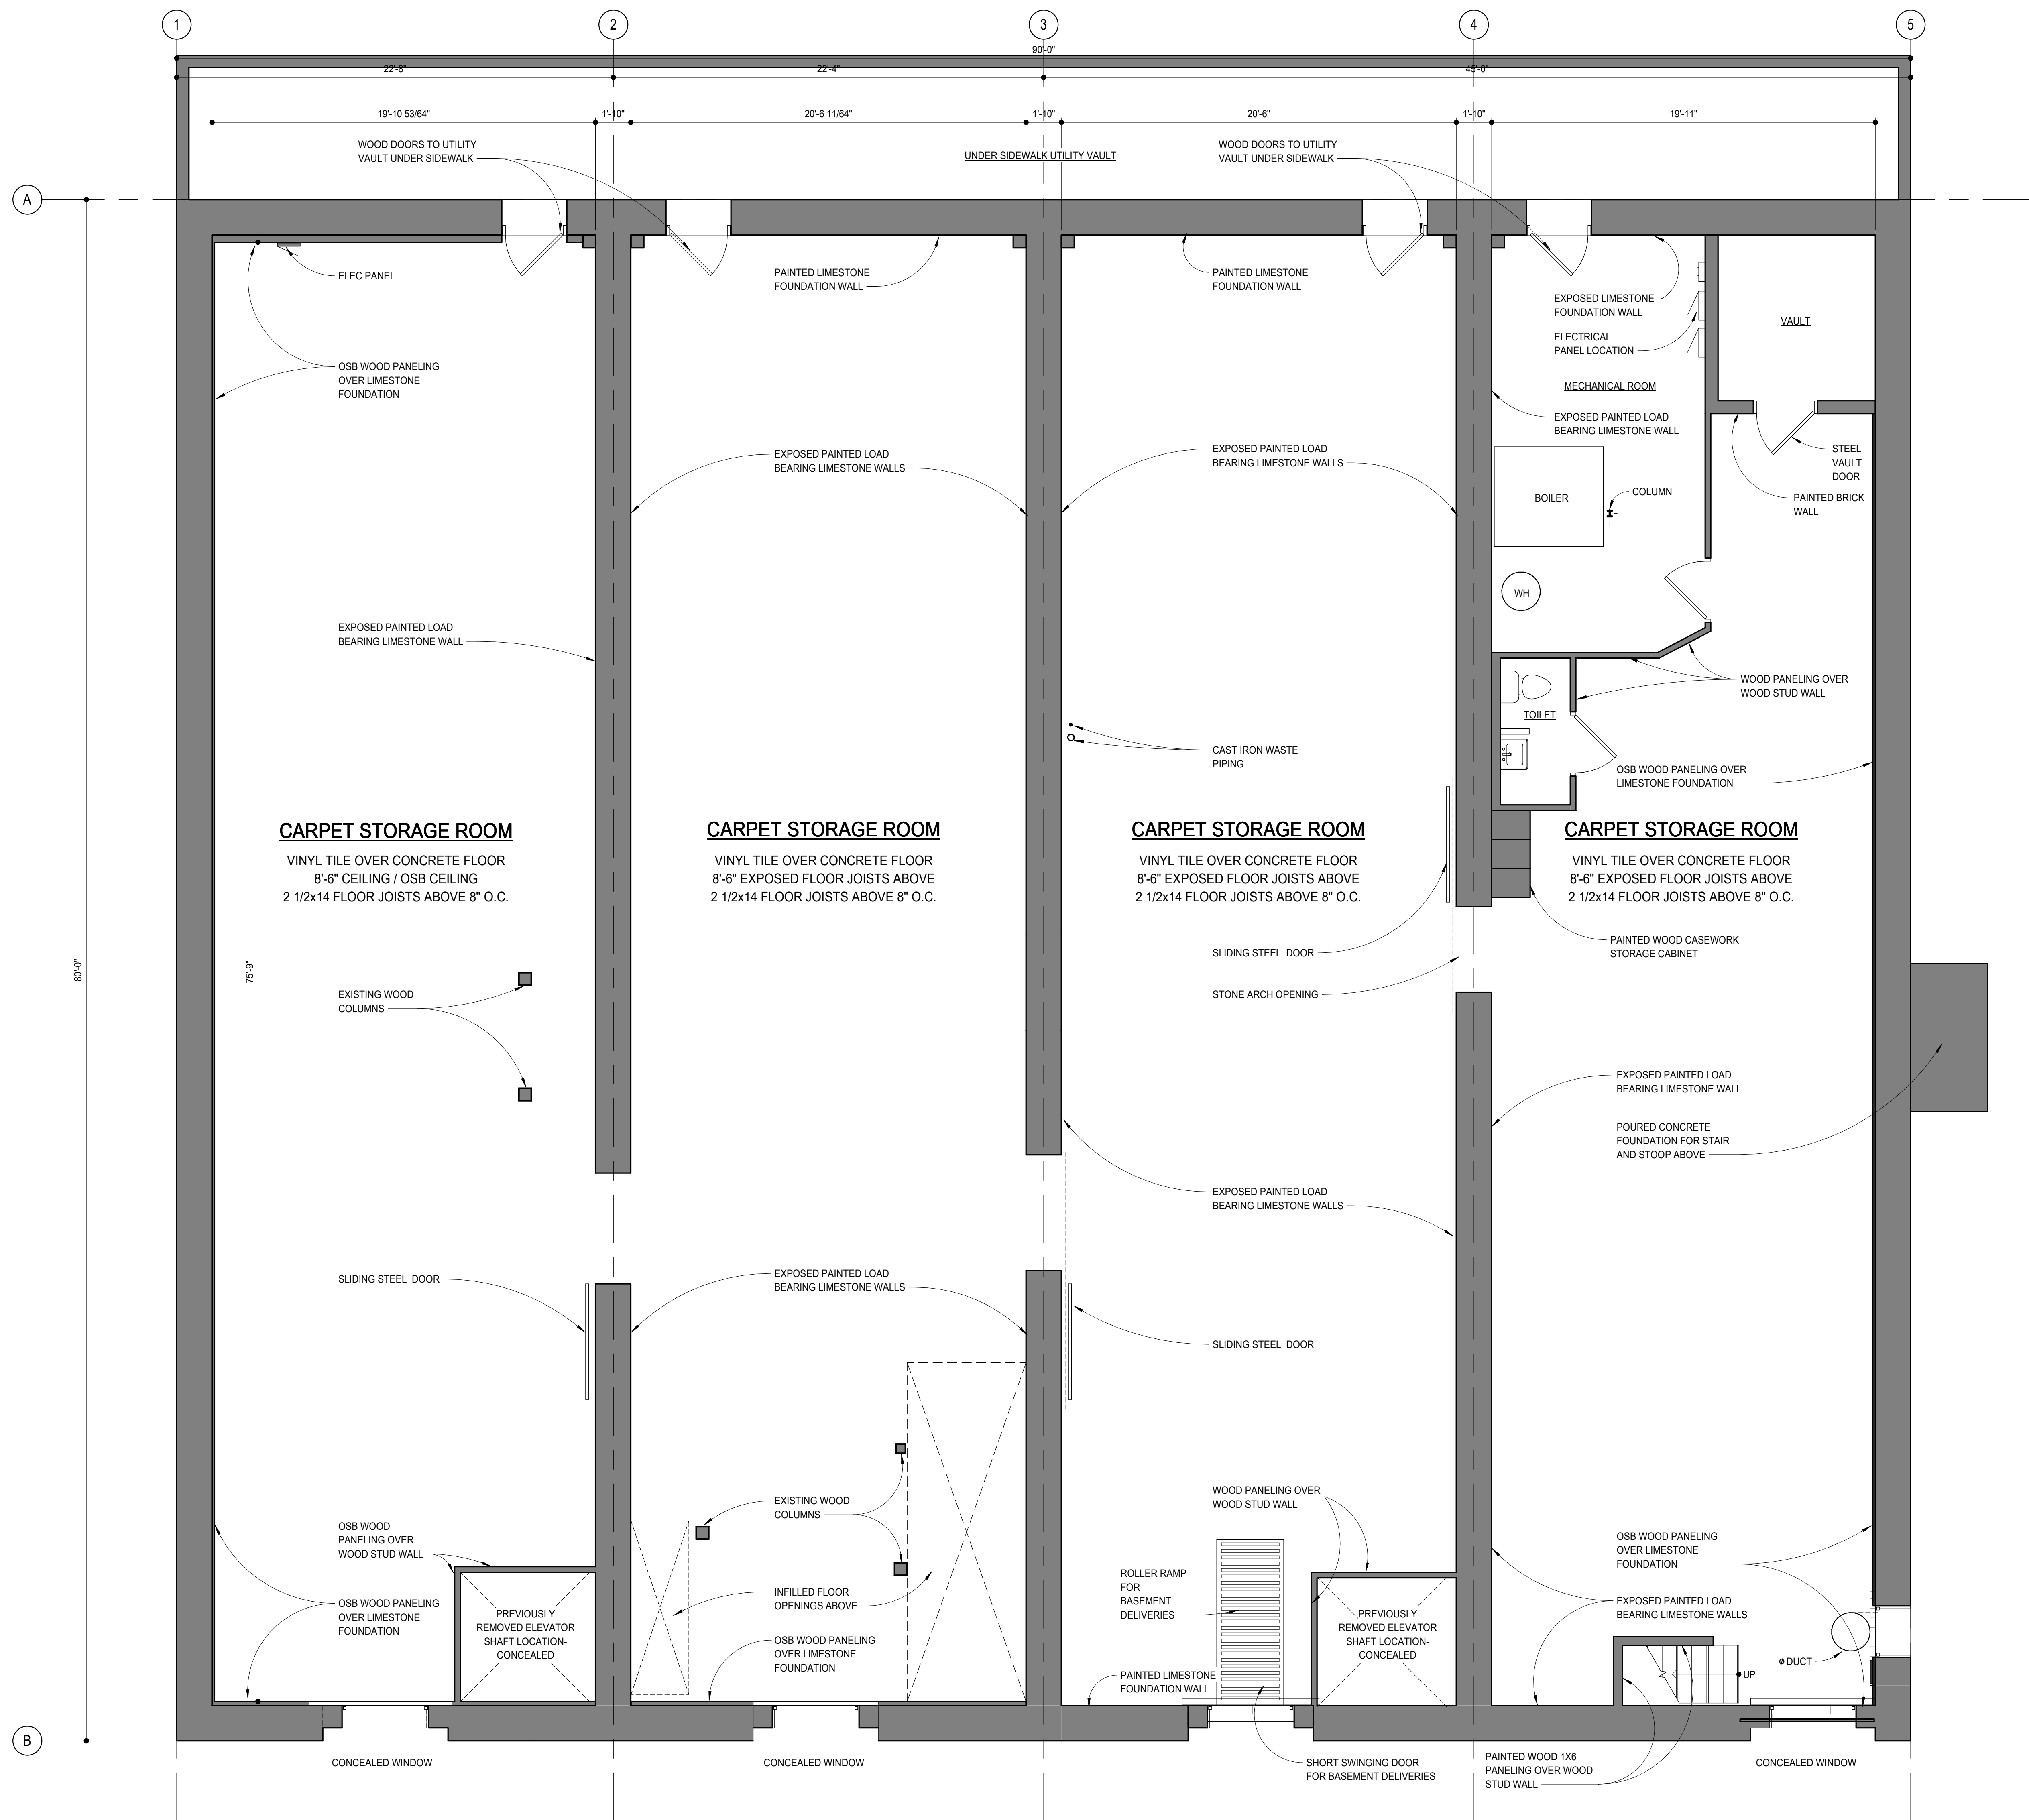 1
2
3
4
5
90'-0"
22'-8"
22'-4"
45'-0"
19'-10 53/64"
1'-10"
20'-6 11/64"
1'-10"
20'-6"
1'-10"
19'-11"
WOOD DOORS TO UTILITY
VAULT UNDER SIDEWALK
UNDER SIDEWALK UTILITY VAULT
WOOD DOORS TO UTILITY
VAULT UNDER SIDEWALK
A
ELEC PANEL
PAINTED LIMESTONE
FOUNDATION WALL
PAINTED LIMESTONE
FOUNDATION WALL
EXPOSED LIMESTONE
FOUNDATION WALL
ELECTRICAL
PANEL LOCATION
VAULT
MECHANICAL ROOM
OSB WOOD PANELING
OVER LIMESTONE
FOUNDATION
EXPOSED PAINTED LOAD
BEARING LIMESTONE WALL
EXPOSED PAINTED LOAD
BEARING LIMESTONE WALLS
EXPOSED PAINTED LOAD
BEARING LIMESTONE WALLS
STEEL
VAULT
DOOR
BOILER
COLUMN
PAINTED BRICK
WALL
WH
EXPOSED PAINTED LOAD
BEARING LIMESTONE WALL
WOOD PANELING OVER
WOOD STUD WALL
TOILET
CAST IRON WASTE
PIPING
OSB WOOD PANELING OVER
LIMESTONE FOUNDATION
CARPET STORAGE ROOM
VINYL TILE OVER CONCRETE FLOOR
8'-6" CEILING / OSB CEILING
2 1/2x14 FLOOR JOISTS ABOVE 8" O.C.
CARPET STORAGE ROOM
VINYL TILE OVER CONCRETE FLOOR
8'-6" EXPOSED FLOOR JOISTS ABOVE
2 1/2x14 FLOOR JOISTS ABOVE 8" O.C.
CARPET STORAGE ROOM
VINYL TILE OVER CONCRETE FLOOR
8'-6" EXPOSED FLOOR JOISTS ABOVE
2 1/2x14 FLOOR JOISTS ABOVE 8" O.C.
CARPET STORAGE ROOM
VINYL TILE OVER CONCRETE FLOOR
8'-6" EXPOSED FLOOR JOISTS ABOVE
2 1/2x14 FLOOR JOISTS ABOVE 8" O.C.
SLIDING STEEL DOOR
PAINTED WOOD CASEWORK
STORAGE CABINET
80'-0"
75'-9"
EXISTING WOOD
COLUMNS
STONE ARCH OPENING
EXPOSED PAINTED LOAD
BEARING LIMESTONE WALL
POURED CONCRETE
FOUNDATION FOR STAIR
AND STOOP ABOVE
EXPOSED PAINTED LOAD
BEARING LIMESTONE WALLS
SLIDING STEEL DOOR
EXPOSED PAINTED LOAD
BEARING LIMESTONE WALLS
SLIDING STEEL DOOR
EXISTING WOOD
COLUMNS
WOOD PANELING OVER
WOOD STUD WALL
OSB WOOD
PANELING OVER
WOOD STUD WALL
OSB WOOD PANELING
OVER LIMESTONE
FOUNDATION
ROLLER RAMP
FOR
BASEMENT
DELIVERIES
INFILLED FLOOR
OPENINGS ABOVE
OSB WOOD PANELING
OVER LIMESTONE
FOUNDATION
PREVIOUSLY
REMOVED ELEVATOR
SHAFT LOCATION-
CONCEALED
OSB WOOD PANELING
OVER LIMESTONE
FOUNDATION
PREVIOUSLY
REMOVED ELEVATOR
SHAFT LOCATION-
CONCEALED
EXPOSED PAINTED LOAD
BEARING LIMESTONE WALLS
PAINTED LIMESTONE
FOUNDATION WALL
ø DUCT
UP
B
CONCEALED WINDOW
CONCEALED WINDOW
SHORT SWINGING DOOR
FOR BASEMENT DELIVERIES
PAINTED WOOD 1X6
PANELING OVER WOOD
STUD WALL
CONCEALED WINDOW